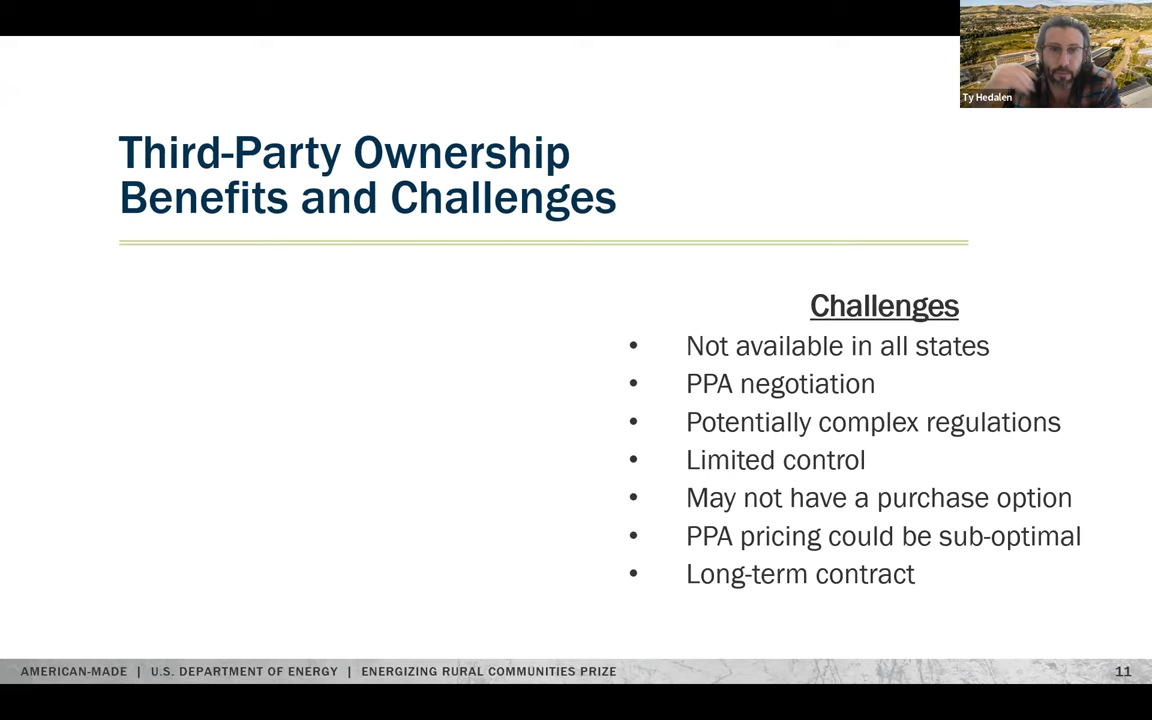 Ty Hedalen
Third-Party Ownership
Benefits and Challenges
Challenges
• Not available in all states
• PPA negotiation
• Potentially complex regulations
• Limited control
• May not have a purchase option
• PPA pricing could be sub-optimal
• Long-term contract
AMERICAN-MADE | U.S. DEPARTMENT OF ENERGY | ENERGIZING RURAL COMMUNITIES PRIZE 11